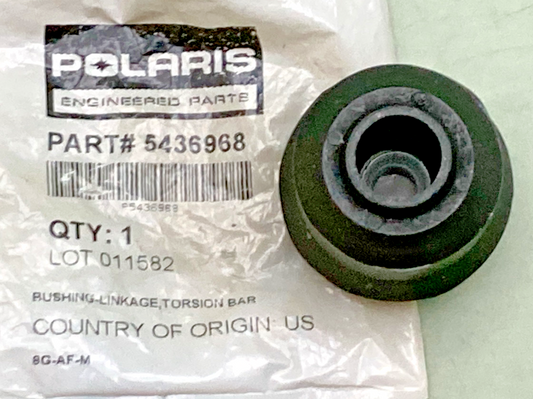 POLARIS
ENGINEERED PARTS
PART# 5436968
P5436968
QTY: 1
LOT 011582
BUSHING-LINKAGE,TORSION BAR
COUNTRY OF ORIGIN: US
8G-AF-M